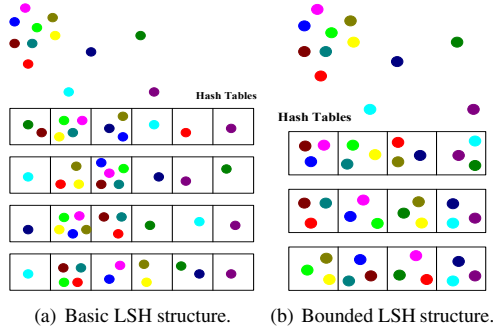 Hash Tables
Hash Tables
(a) Basic LSH structure.
(b) Bounded LSH structure.